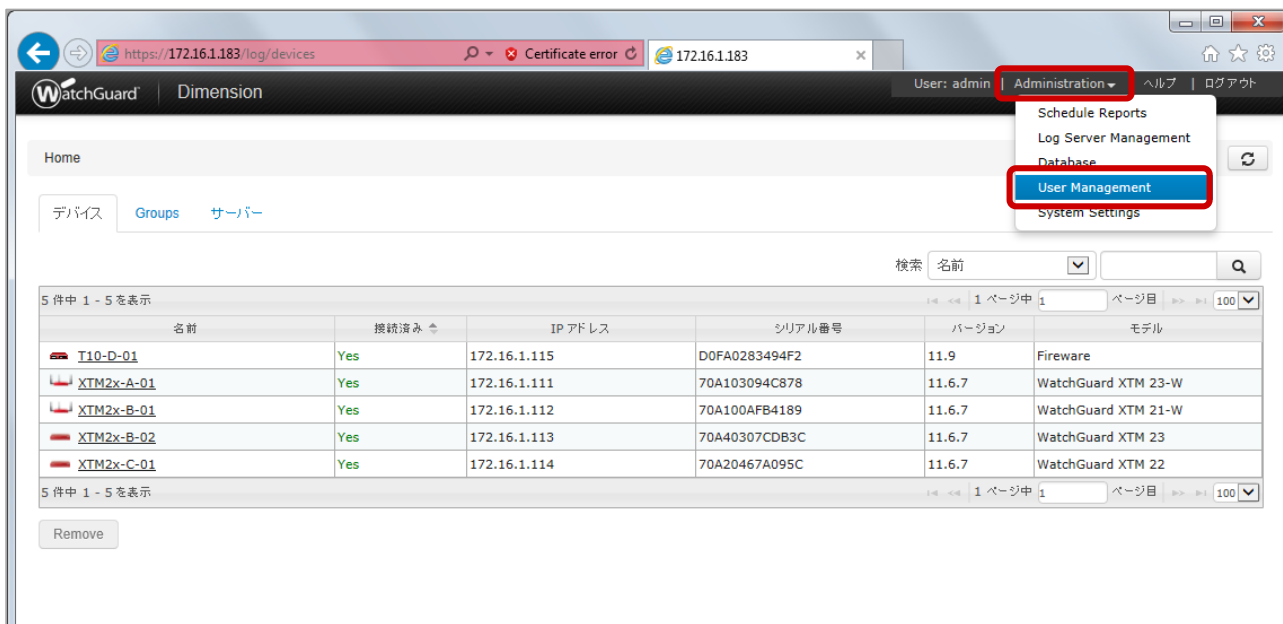 https://172.16.1.183/log/devices Certificate error 172.16.1.183
WatchGuard Dimension User: admin | Administration ヘルプ | ログアウト
Schedule Reports
Log Server Management
Home
Database
User Management
System Settings
デバイス Groups サーバー
検索 名前
5 件中 1 - 5 を表示 1 ページ中 1 ページ目 100
名前 接続済み IP アドレス シリアル番号 バージョン モデル
T10-D-01 Yes 172.16.1.115 D0FA0283494F2 11.9 Fireware
XTM2x-A-01 Yes 172.16.1.111 70A103094C878 11.6.7 WatchGuard XTM 23-W
XTM2x-B-01 Yes 172.16.1.112 70A100AFB4189 11.6.7 WatchGuard XTM 21-W
XTM2x-B-02 Yes 172.16.1.113 70A40307CDB3C 11.6.7 WatchGuard XTM 23
XTM2x-C-01 Yes 172.16.1.114 70A20467A095C 11.6.7 WatchGuard XTM 22
5 件中 1 - 5 を表示 1 ページ中 1 ページ目 100
Remove